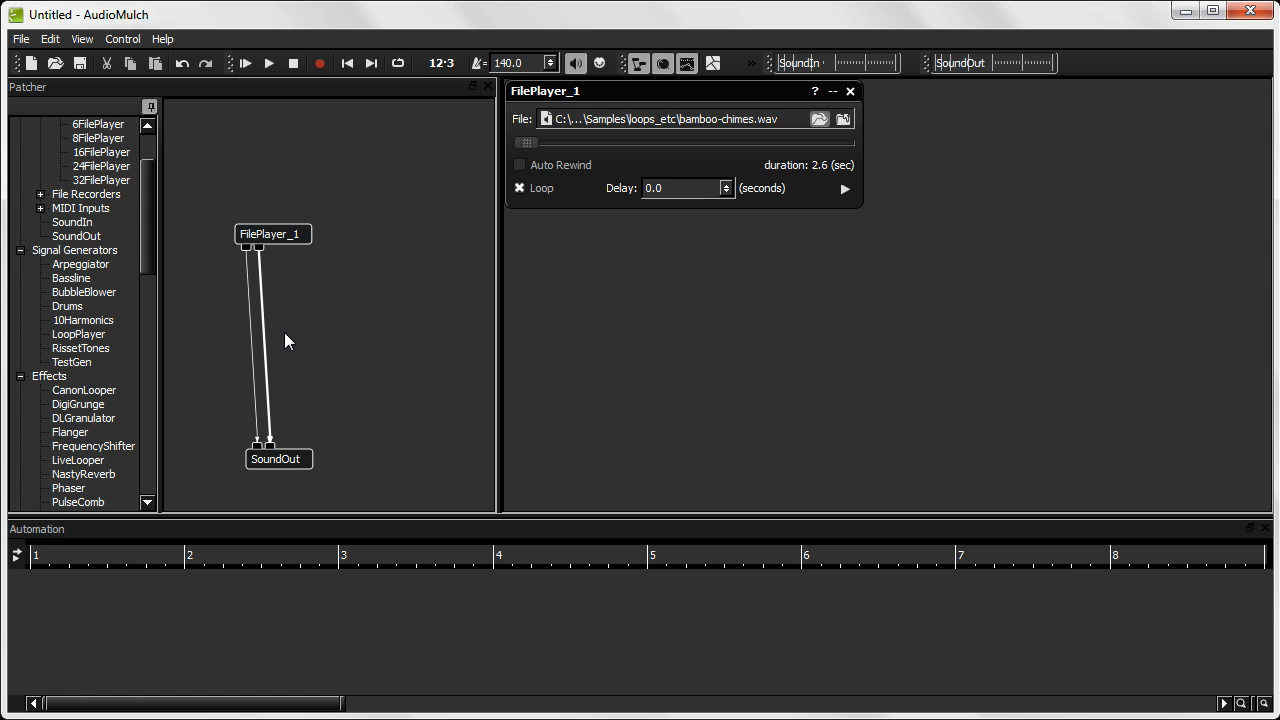 Untitled - AudioMulch
File Edit View Control Help
12:3 140.0 SoundIn SoundOut
Patcher
6FilePlayer
8FilePlayer
16FilePlayer
24FilePlayer
32FilePlayer
File Recorders
MIDI Inputs
SoundIn
SoundOut
Signal Generators
Arpeggiator
Bassline
BubbleBlower
Drums
10Harmonics
LoopPlayer
RissetTones
TestGen
Effects
CanonLooper
DigiGrunge
DLGranulator
Flanger
FrequencyShifter
LiveLooper
NastyReverb
Phaser
PulseComb
FilePlayer_1
SoundOut
FilePlayer_1 ? --
File: C:\...\Samples\loops_etc\bamboo-chimes.wav
Auto Rewind duration: 2.6 (sec)
Loop Delay: 0.0 (seconds)
Automation
1 2 3 4 5 6 7 8